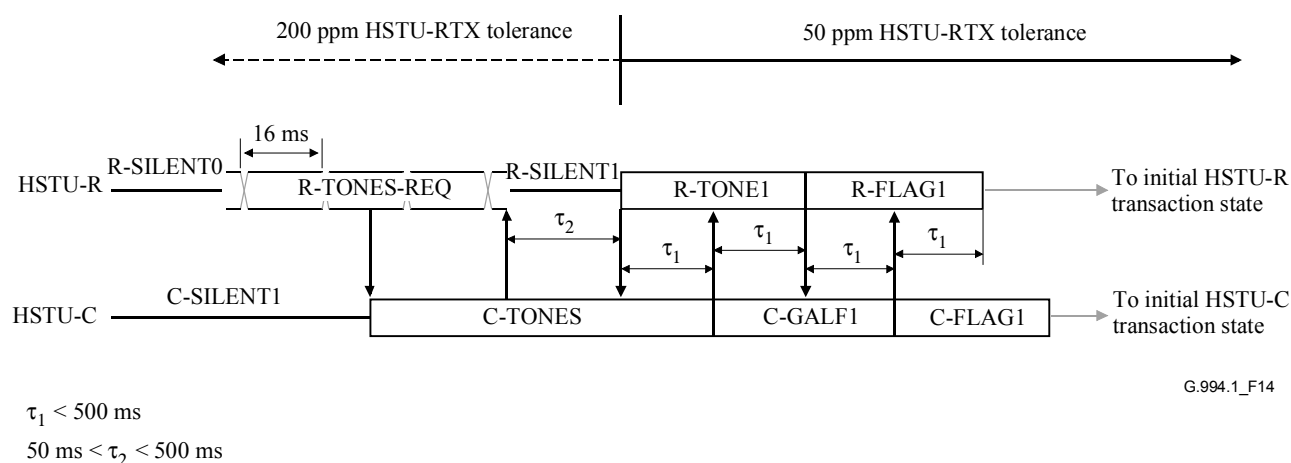 200 ppm HSTU-RTX tolerance
50 ppm HSTU-RTX tolerance
16 ms
R-SILENT0
R-SILENT1
HSTU-R
R-TONES-REQ
R-TONE1
R-FLAG1
To initial HSTU-R
transaction state
τ2
τ1
τ1
τ1
τ1
C-SILENT1
HSTU-C
C-TONES
C-GALF1
C-FLAG1
To initial HSTU-C
transaction state
G.994.1_F14
τ1 < 500 ms
50 ms < τ2 < 500 ms